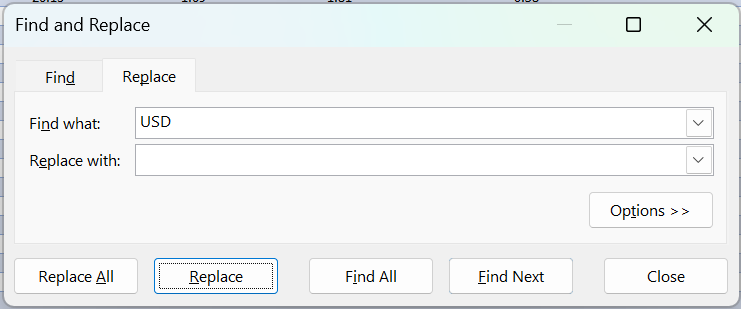 Find and Replace
Find Replace
Find what: USD
Replace with:
Options >>
Replace All Replace Find All Find Next Close